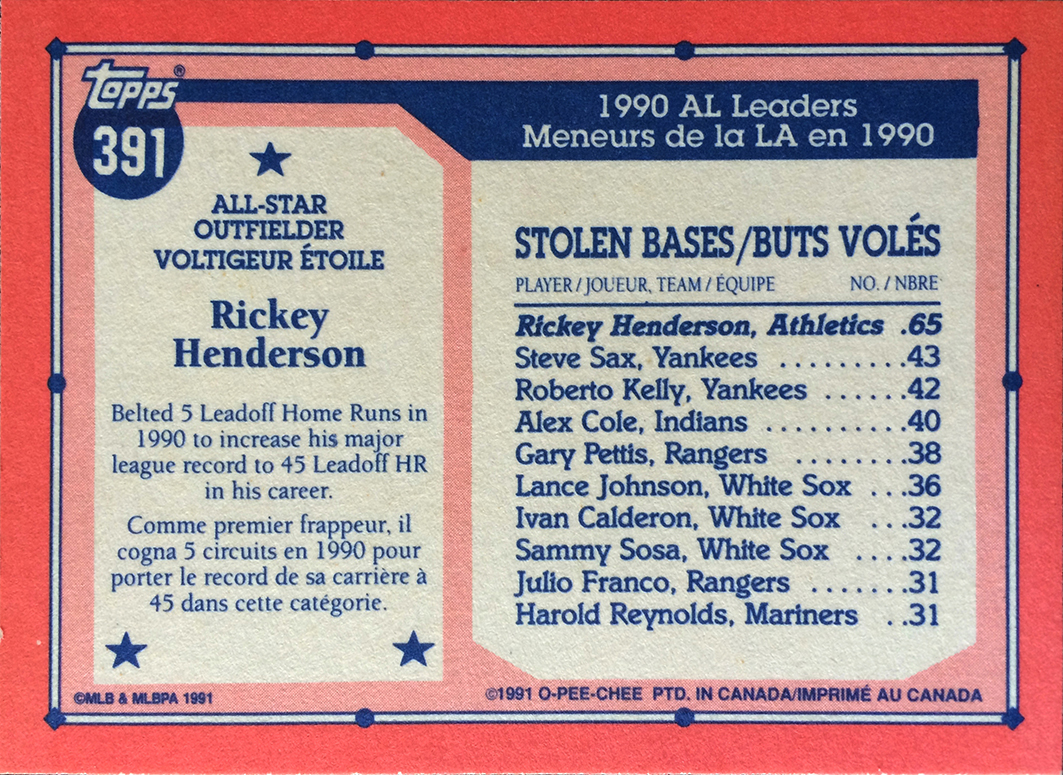 Topps®
391
ALL-STAR
OUTFIELDER
VOLTIGEUR ÉTOILE
Rickey
Henderson
Belted 5 Leadoff Home Runs in
1990 to increase his major
league record to 45 Leadoff HR
in his career.
Comme premier frappeur, il
cogna 5 circuits en 1990 pour
porter le record de sa carrière à
45 dans cette catégorie.
©MLB & MLBPA 1991
1990 AL Leaders
Meneurs de la LA en 1990
STOLEN BASES/BUTS VOLÉS
PLAYER/JOUEUR, TEAM/ÉQUIPE NO./NBRE
Rickey Henderson, Athletics .65
Steve Sax, Yankees ..........43
Roberto Kelly, Yankees ......42
Alex Cole, Indians ...........40
Gary Pettis, Rangers ........38
Lance Johnson, White Sox ...36
Ivan Calderon, White Sox ...32
Sammy Sosa, White Sox ....32
Julio Franco, Rangers .......31
Harold Reynolds, Mariners ..31
©1991 O-PEE-CHEE PTD. IN CANADA/IMPRIMÉ AU CANADA